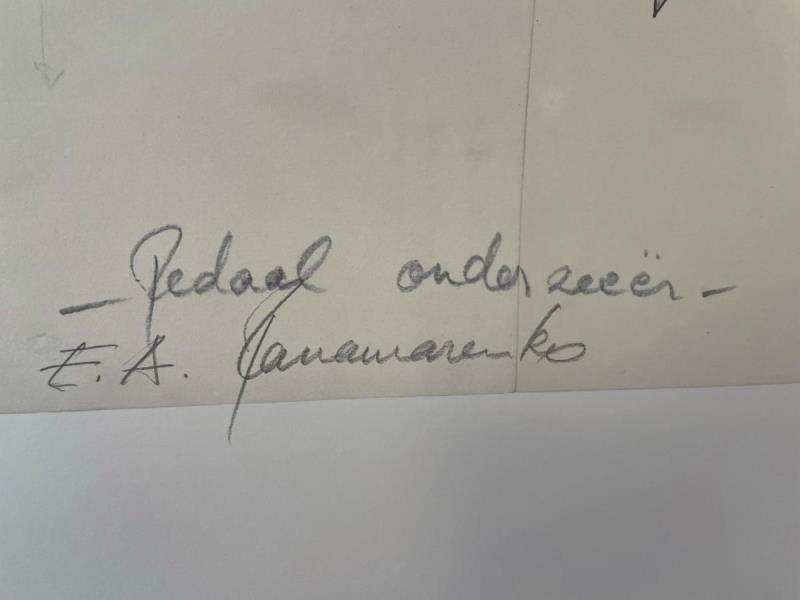 - Pedaal onderzeeër -
E.A. Panamarenko